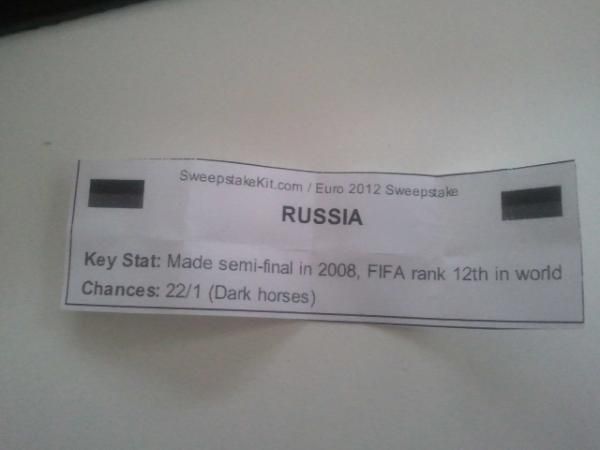 SweepstakeKit.com / Euro 2012 Sweepstake
RUSSIA
Key Stat: Made semi-final in 2008, FIFA rank 12th in world
Chances: 22/1 (Dark horses)